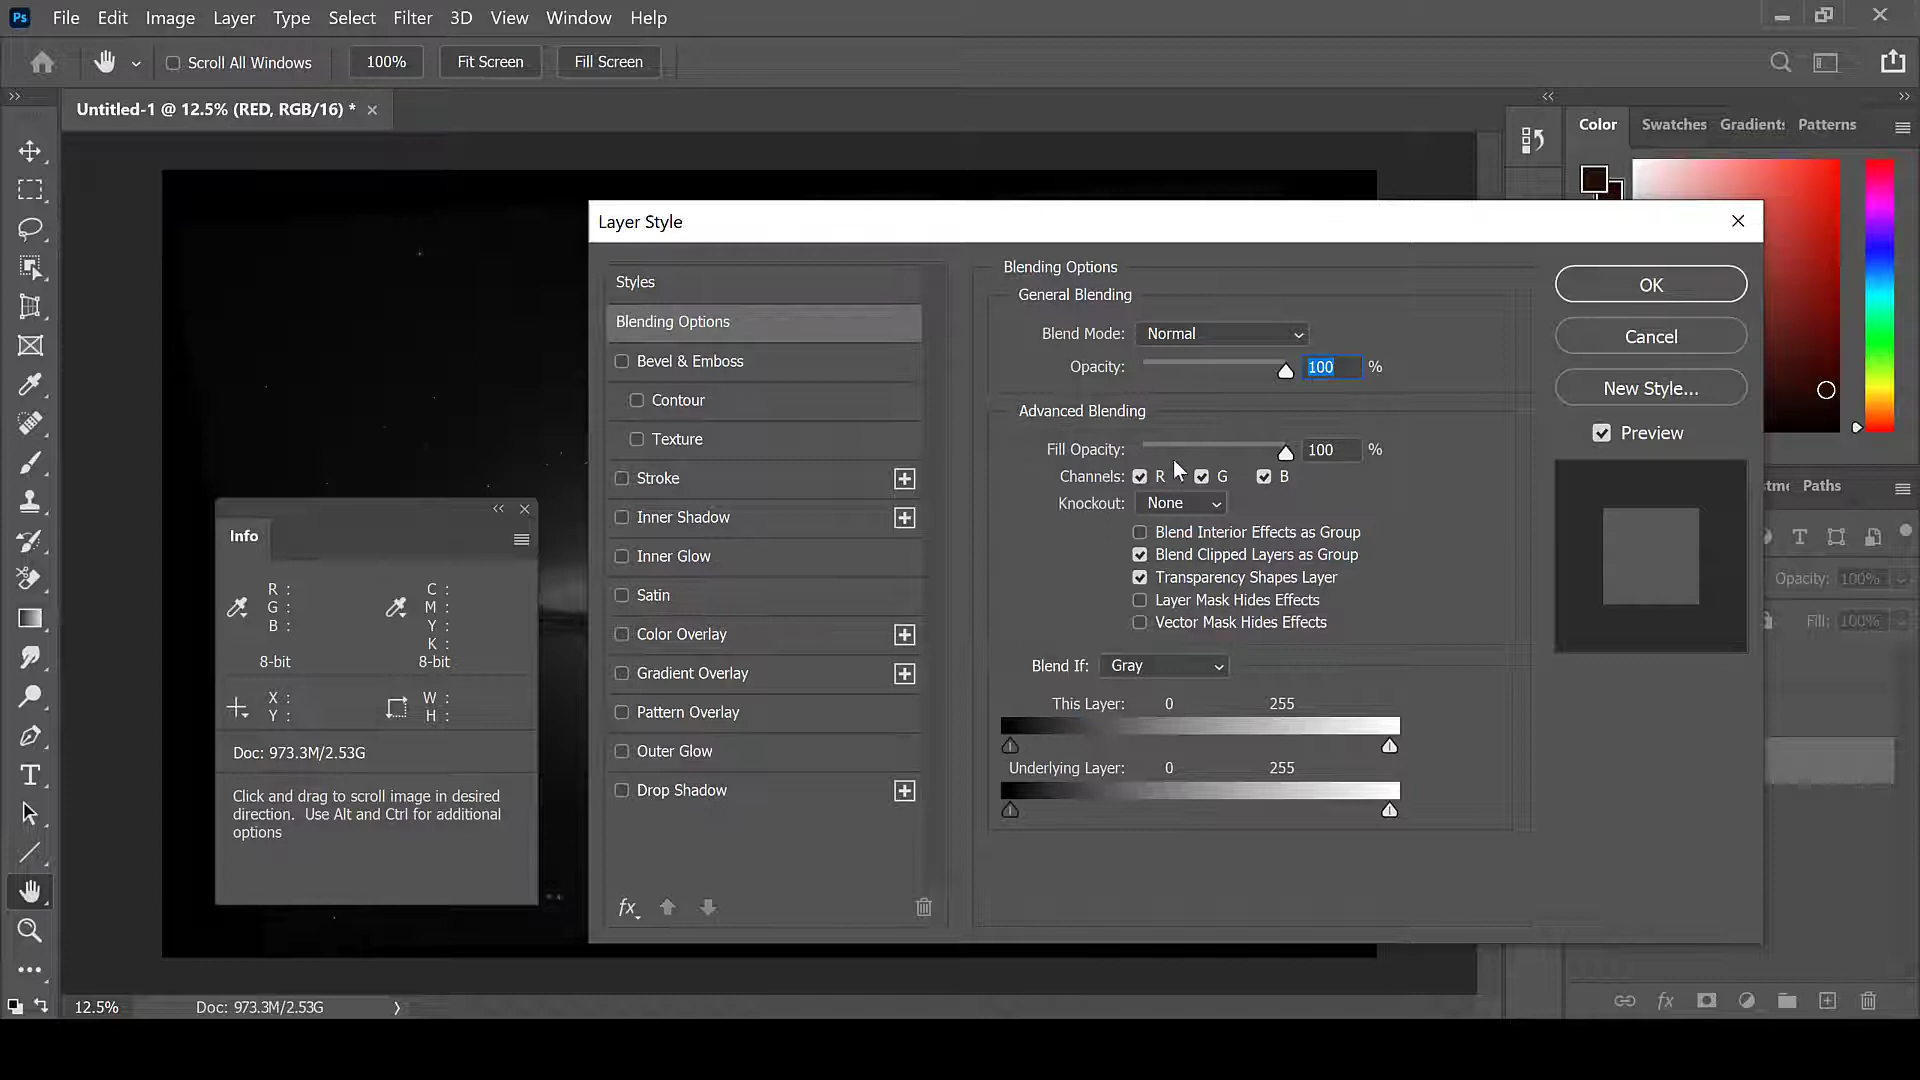 Ps File Edit Image Layer Type Select Filter 3D View Window Help
Scroll All Windows 100% Fit Screen Fill Screen
Untitled-1 @ 12.5% (RED, RGB/16) * ×
Color Swatches Gradients Patterns
Layer Style
Styles
Blending Options
Bevel & Emboss
Contour
Texture
Stroke
Inner Shadow
Inner Glow
Satin
Color Overlay
Gradient Overlay
Pattern Overlay
Outer Glow
Drop Shadow
fx
Blending Options
General Blending
Blend Mode: Normal
Opacity: 100 %
Advanced Blending
Fill Opacity: 100 %
Channels: R G B
Knockout: None
Blend Interior Effects as Group
Blend Clipped Layers as Group
Transparency Shapes Layer
Layer Mask Hides Effects
Vector Mask Hides Effects
Blend If: Gray
This Layer: 0 255
Underlying Layer: 0 255
OK
Cancel
New Style...
Preview
Paths
Opacity: 100%
Fill: 100%
Info
R : C :
G : M :
B : Y :
K :
8-bit 8-bit
X : W :
Y : H :
Doc: 973.3M/2.53G
Click and drag to scroll image in desired
direction. Use Alt and Ctrl for additional
options
12.5% Doc: 973.3M/2.53G
fx